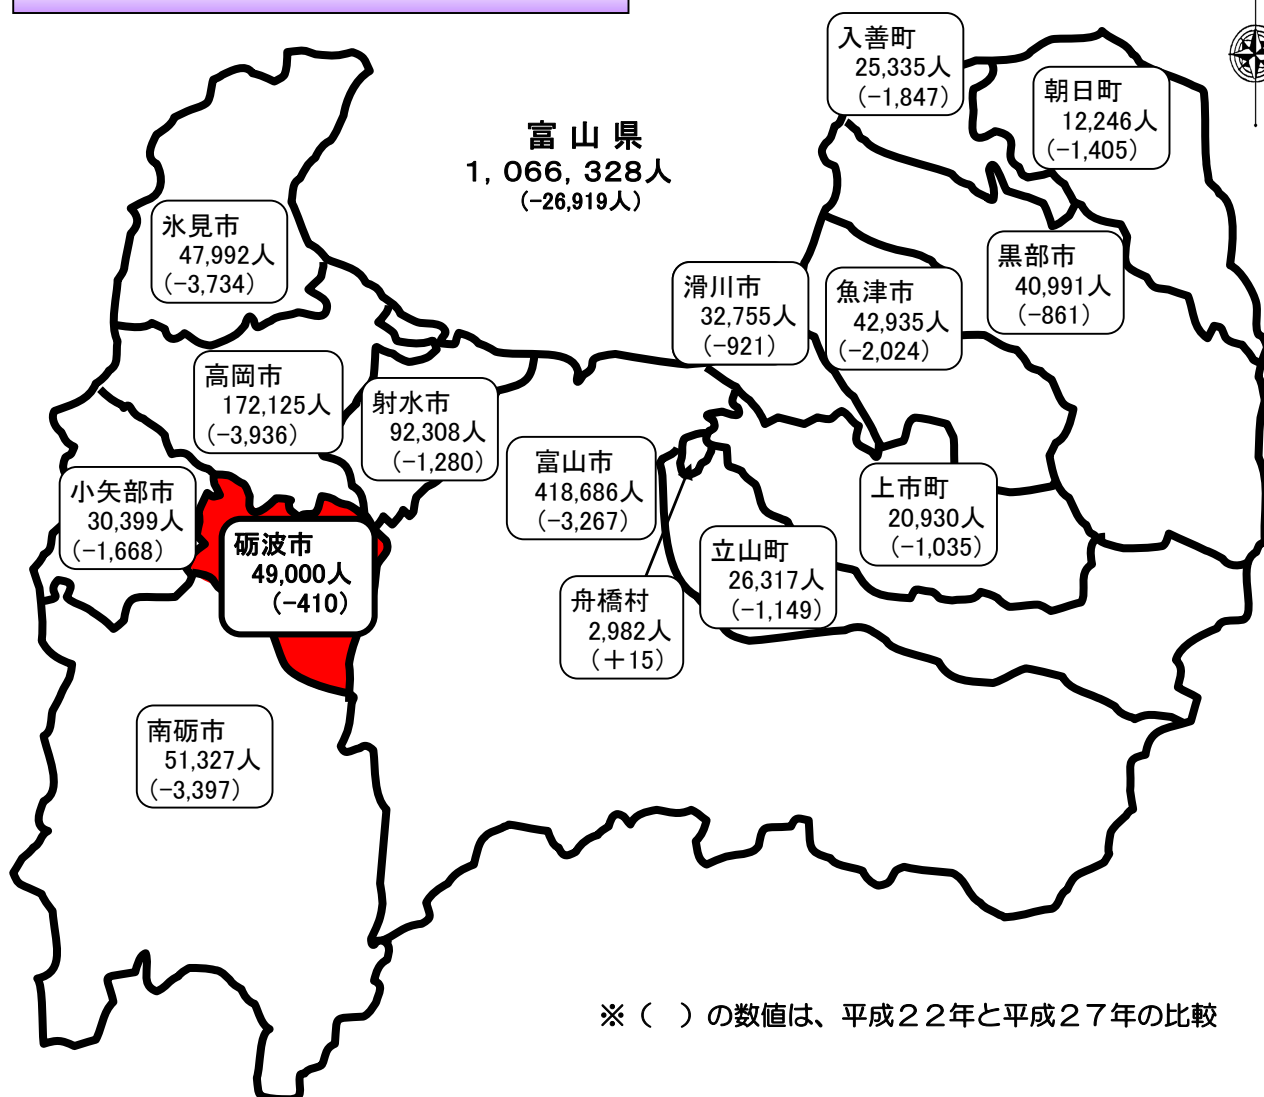 入善町
25,335人
(-1,847)
朝日町
12,246人
(-1,405)
富山県
1,066,328人
(-26,919人)
氷見市
47,992人
(-3,734)
黒部市
40,991人
(-861)
滑川市
32,755人
(-921)
魚津市
42,935人
(-2,024)
高岡市
172,125人
(-3,936)
射水市
92,308人
(-1,280)
富山市
418,686人
(-3,267)
小矢部市
30,399人
(-1,668)
砺波市
49,000人
(-410)
上市町
20,930人
(-1,035)
立山町
26,317人
(-1,149)
舟橋村
2,982人
(+15)
南砺市
51,327人
(-3,397)
※（　）の数値は、平成２２年と平成２７年の比較